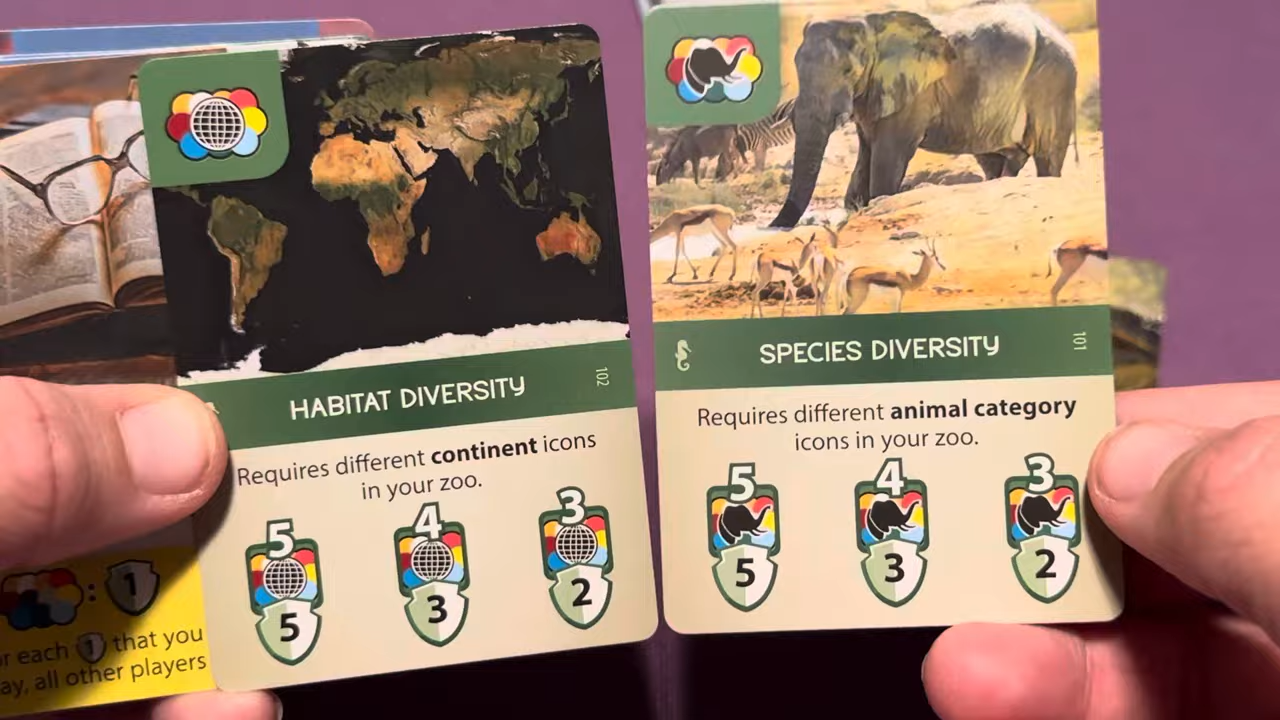 HABITAT DIVERSITY
102
Requires different continent icons
in your zoo.
5
4
3
5
3
2
SPECIES DIVERSITY
101
Requires different animal category
icons in your zoo.
5
4
3
5
3
2
: 1
each 1 that you
all other players